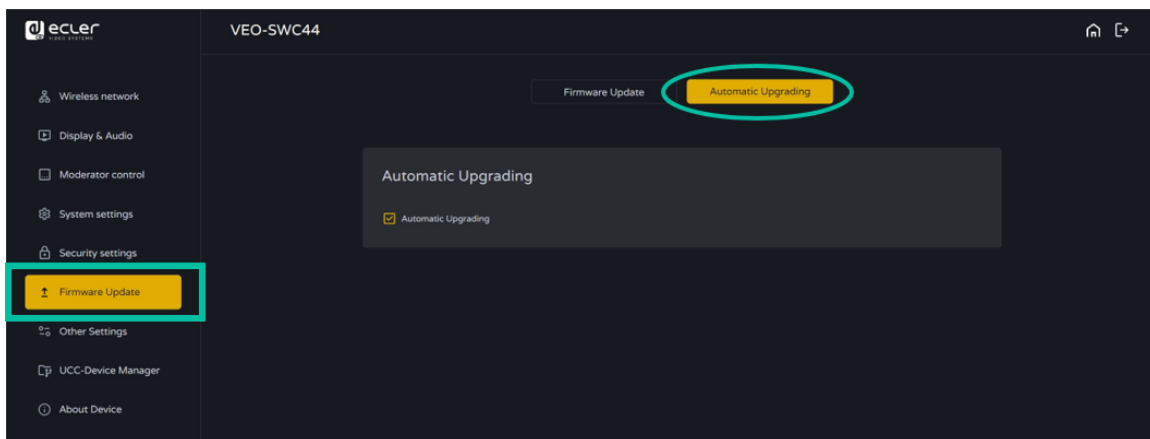 ecler
VIDEO SYSTEMS
VEO-SWC44
Wireless network
Display & Audio
Moderator control
System settings
Security settings
Firmware Update
Other Settings
UCC-Device Manager
About Device
Firmware Update
Automatic Upgrading
Automatic Upgrading
Automatic Upgrading